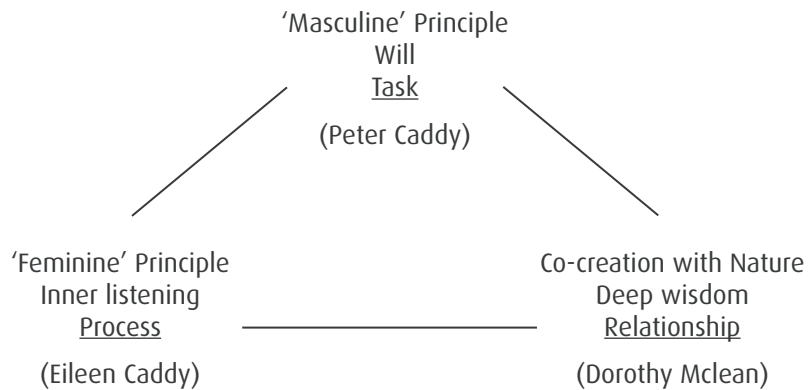 ‘Masculine’ Principle
Will
Task
(Peter Caddy)
‘Feminine’ Principle
Inner listening
Process
(Eileen Caddy)
Co-creation with Nature
Deep wisdom
Relationship
(Dorothy Mclean)